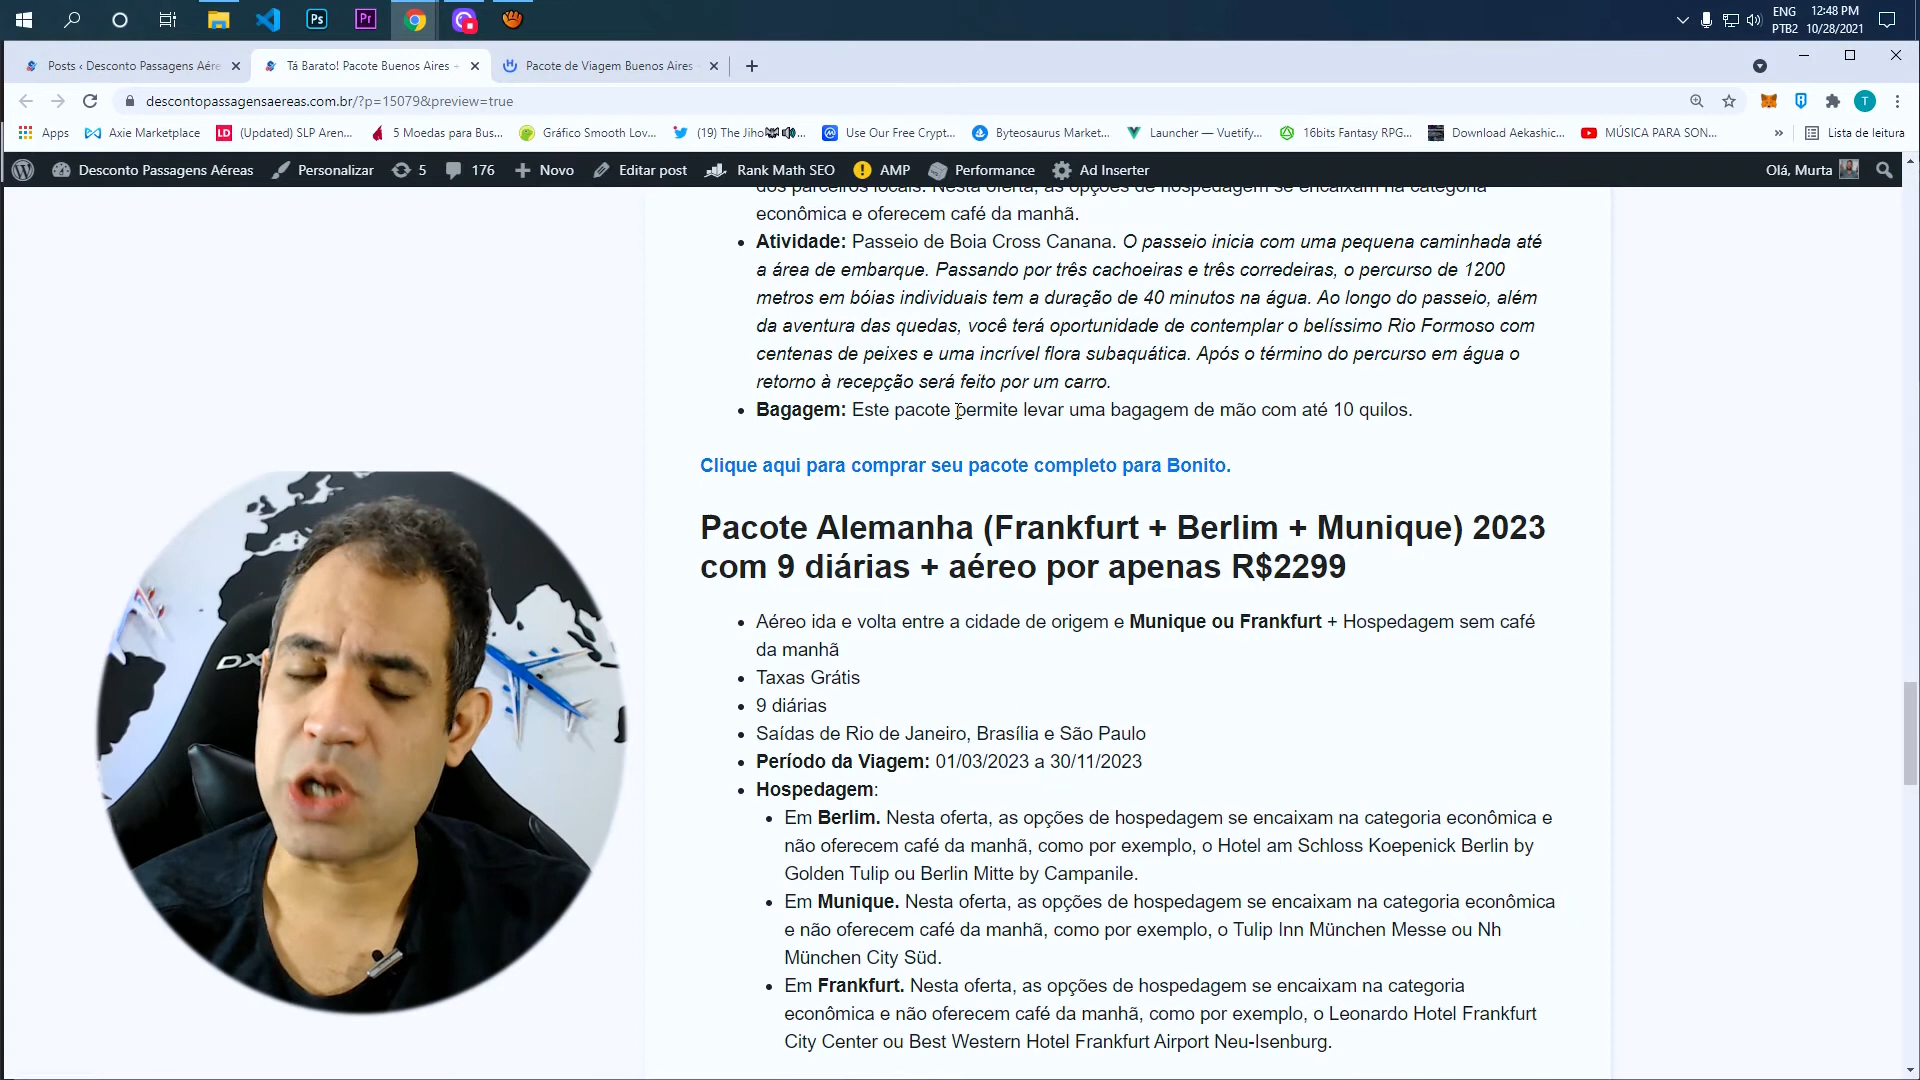 Ps
Pr
ENG
PTB2
12:48 PM
10/28/2021
Posts ‹ Desconto Passagens Aére
Tá Barato! Pacote Buenos Aires +
Pacote de Viagem Buenos Aires
descontopassagensaereas.com.br/?p=15079&preview=true
T
Apps
Axie Marketplace
LD
(Updated) SLP Aren...
5 Moedas para Bus...
Gráfico Smooth Lov...
(19) The Jiho
Use Our Free Crypt...
Byteosaurus Market...
Launcher — Vuetify...
16bits Fantasy RPG...
Download Aekashic...
MÚSICA PARA SON...
»
Lista de leitura
Desconto Passagens Aéreas
Personalizar
5
176
Novo
Editar post
Rank Math SEO
AMP
Performance
Ad Inserter
Olá, Murta
dos parceiros locais. Nesta oferta, as opções de hospedagem se encaixam na categoria
econômica e oferecem café da manhã.
Atividade: Passeio de Boia Cross Canana. O passeio inicia com uma pequena caminhada até
a área de embarque. Passando por três cachoeiras e três corredeiras, o percurso de 1200
metros em bóias individuais tem a duração de 40 minutos na água. Ao longo do passeio, além
da aventura das quedas, você terá oportunidade de contemplar o belíssimo Rio Formoso com
centenas de peixes e uma incrível flora subaquática. Após o término do percurso em água o
retorno à recepção será feito por um carro.
Bagagem: Este pacote permite levar uma bagagem de mão com até 10 quilos.
Clique aqui para comprar seu pacote completo para Bonito.
Pacote Alemanha (Frankfurt + Berlim + Munique) 2023
com 9 diárias + aéreo por apenas R$2299
Aéreo ida e volta entre a cidade de origem e Munique ou Frankfurt + Hospedagem sem café
da manhã
Taxas Grátis
9 diárias
Saídas de Rio de Janeiro, Brasília e São Paulo
Período da Viagem: 01/03/2023 a 30/11/2023
Hospedagem:
Em Berlim. Nesta oferta, as opções de hospedagem se encaixam na categoria econômica e
não oferecem café da manhã, como por exemplo, o Hotel am Schloss Koepenick Berlin by
Golden Tulip ou Berlin Mitte by Campanile.
Em Munique. Nesta oferta, as opções de hospedagem se encaixam na categoria econômica
e não oferecem café da manhã, como por exemplo, o Tulip Inn München Messe ou Nh
München City Süd.
Em Frankfurt. Nesta oferta, as opções de hospedagem se encaixam na categoria
econômica e não oferecem café da manhã, como por exemplo, o Leonardo Hotel Frankfurt
City Center ou Best Western Hotel Frankfurt Airport Neu-Isenburg.